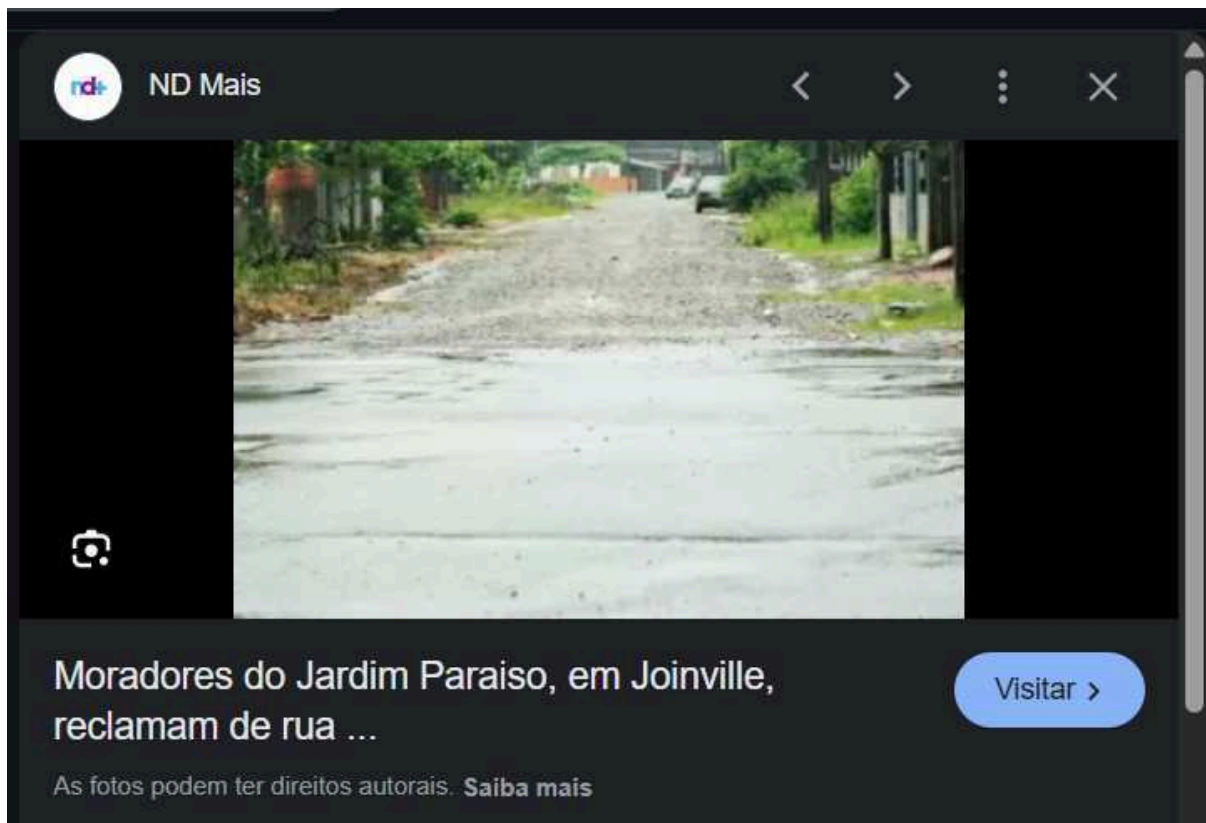 nd+
ND Mais
Moradores do Jardim Paraiso, em Joinville,
reclamam de rua ...
Visitar >
As fotos podem ter direitos autorais. Saiba mais